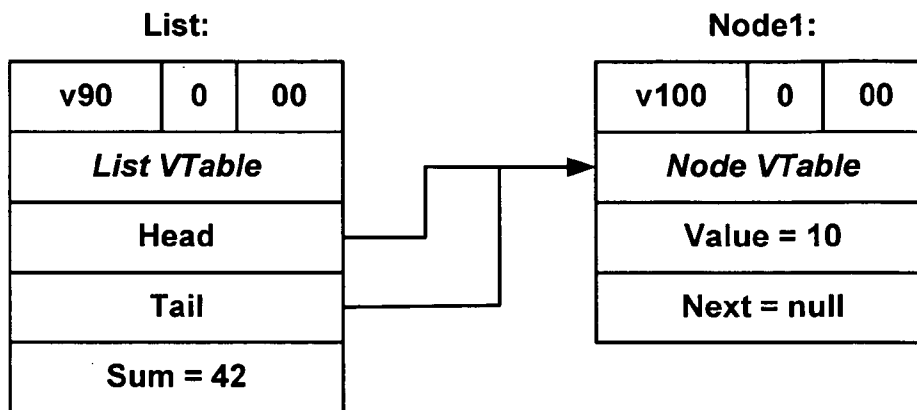 List:
v90 0 00
List VTable
Head
Tail
Sum = 42
Node1:
v100 0 00
Node VTable
Value = 10
Next = null